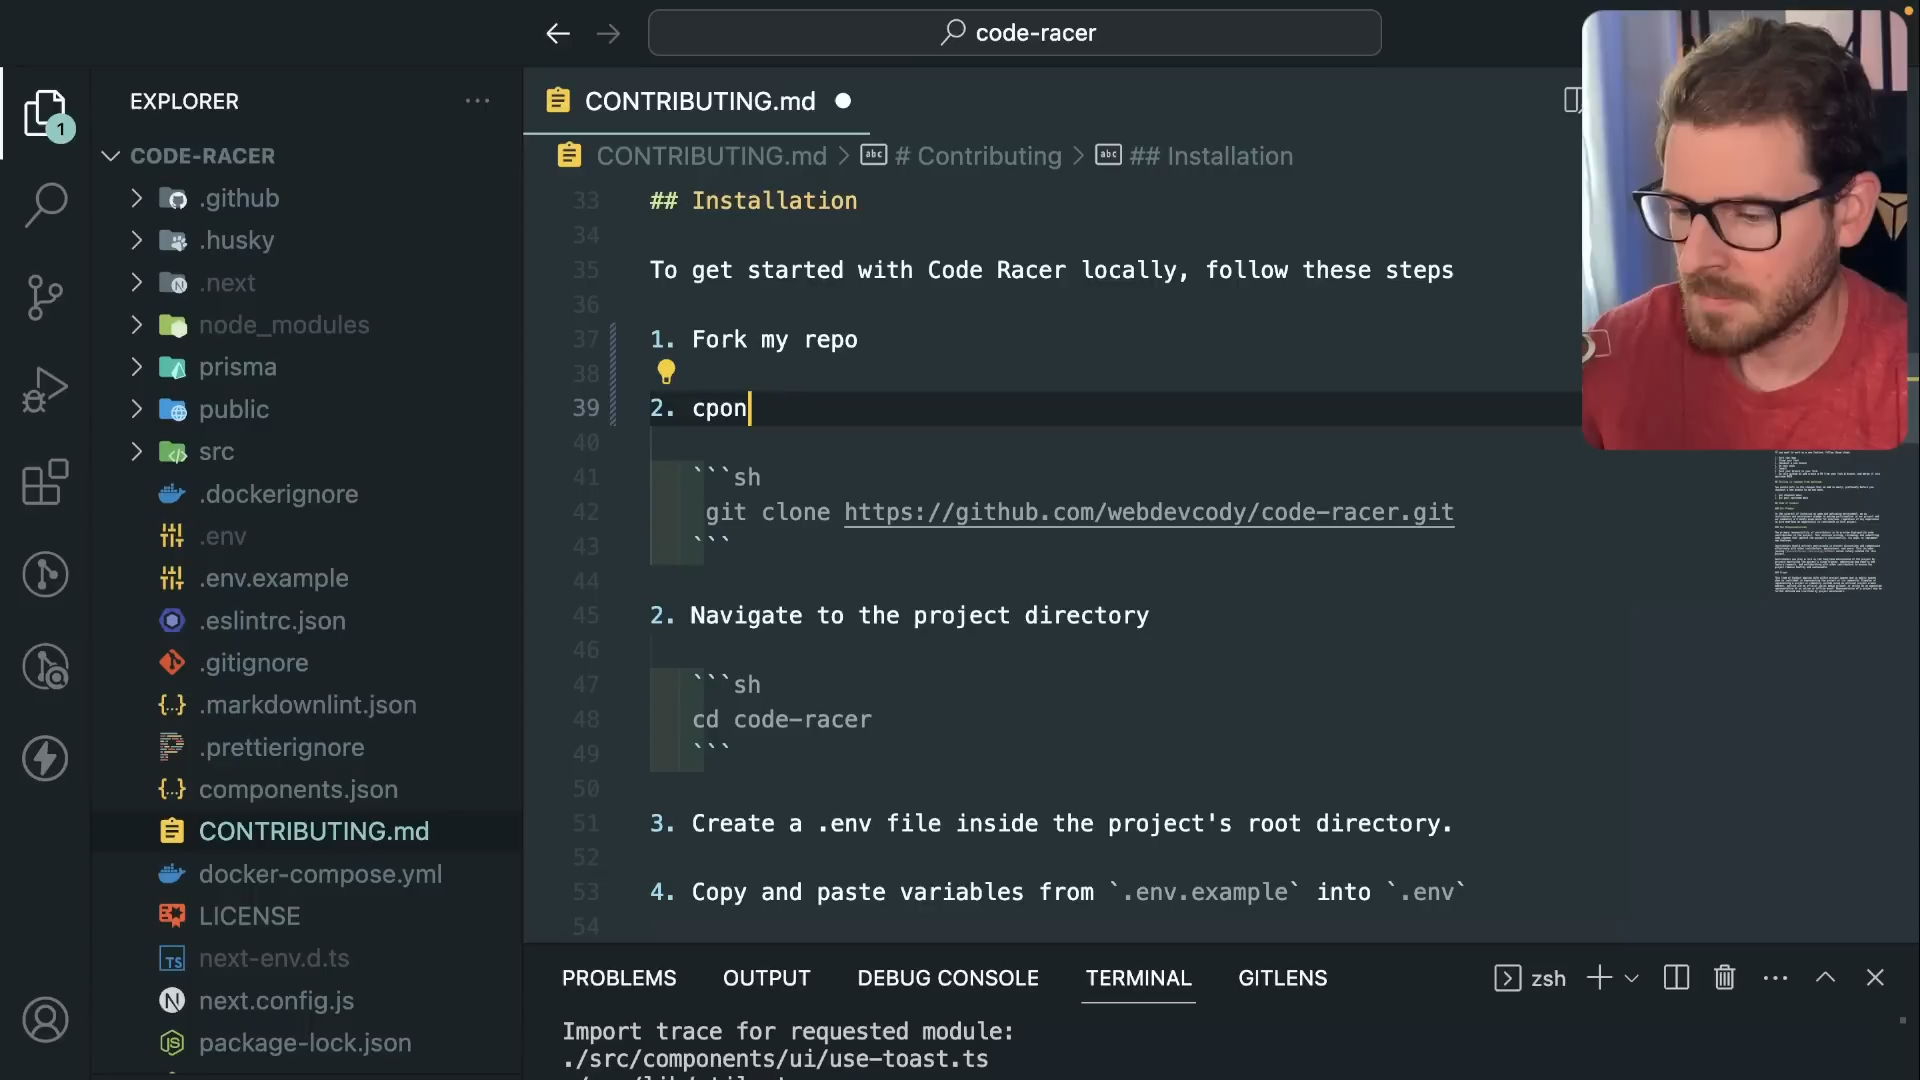 code-racer
EXPLORER
1
CODE-RACER
.github
.husky
.next
node_modules
prisma
public
src
.dockerignore
.env
.env.example
.eslintrc.json
.gitignore
.markdownlint.json
.prettierignore
components.json
CONTRIBUTING.md
docker-compose.yml
LICENSE
next-env.d.ts
next.config.js
package-lock.json
CONTRIBUTING.md
CONTRIBUTING.md > # Contributing > ## Installation
33 ## Installation
34
35 To get started with Code Racer locally, follow these steps
36
37 1. Fork my repo
38
39 2. cpon
40
41 ```sh
42 git clone https://github.com/webdevcody/code-racer.git
43 ```
44
45 2. Navigate to the project directory
46
47 ```sh
48 cd code-racer
49 ```
50
51 3. Create a .env file inside the project's root directory.
52
53 4. Copy and paste variables from `.env.example` into `.env`
54
PROBLEMS OUTPUT DEBUG CONSOLE TERMINAL GITLENS zsh
Import trace for requested module:
./src/components/ui/use-toast.ts